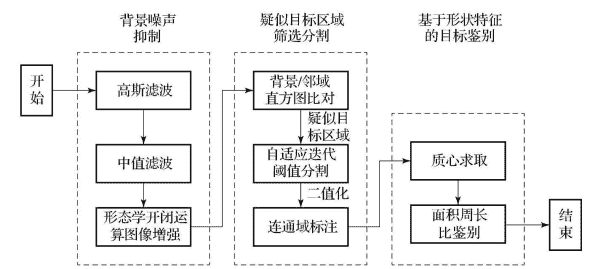 背景噪声
抑制
疑似目标区域
筛选分割
基于形状特征
的目标鉴别
开
始
高斯滤波
中值滤波
形态学开闭运
算图像增强
背景/邻域
直方图比对
疑似目
标区域
自适应迭代
阈值分割
二值化
连通域标注
质心求取
面积周长
比鉴别
结
束